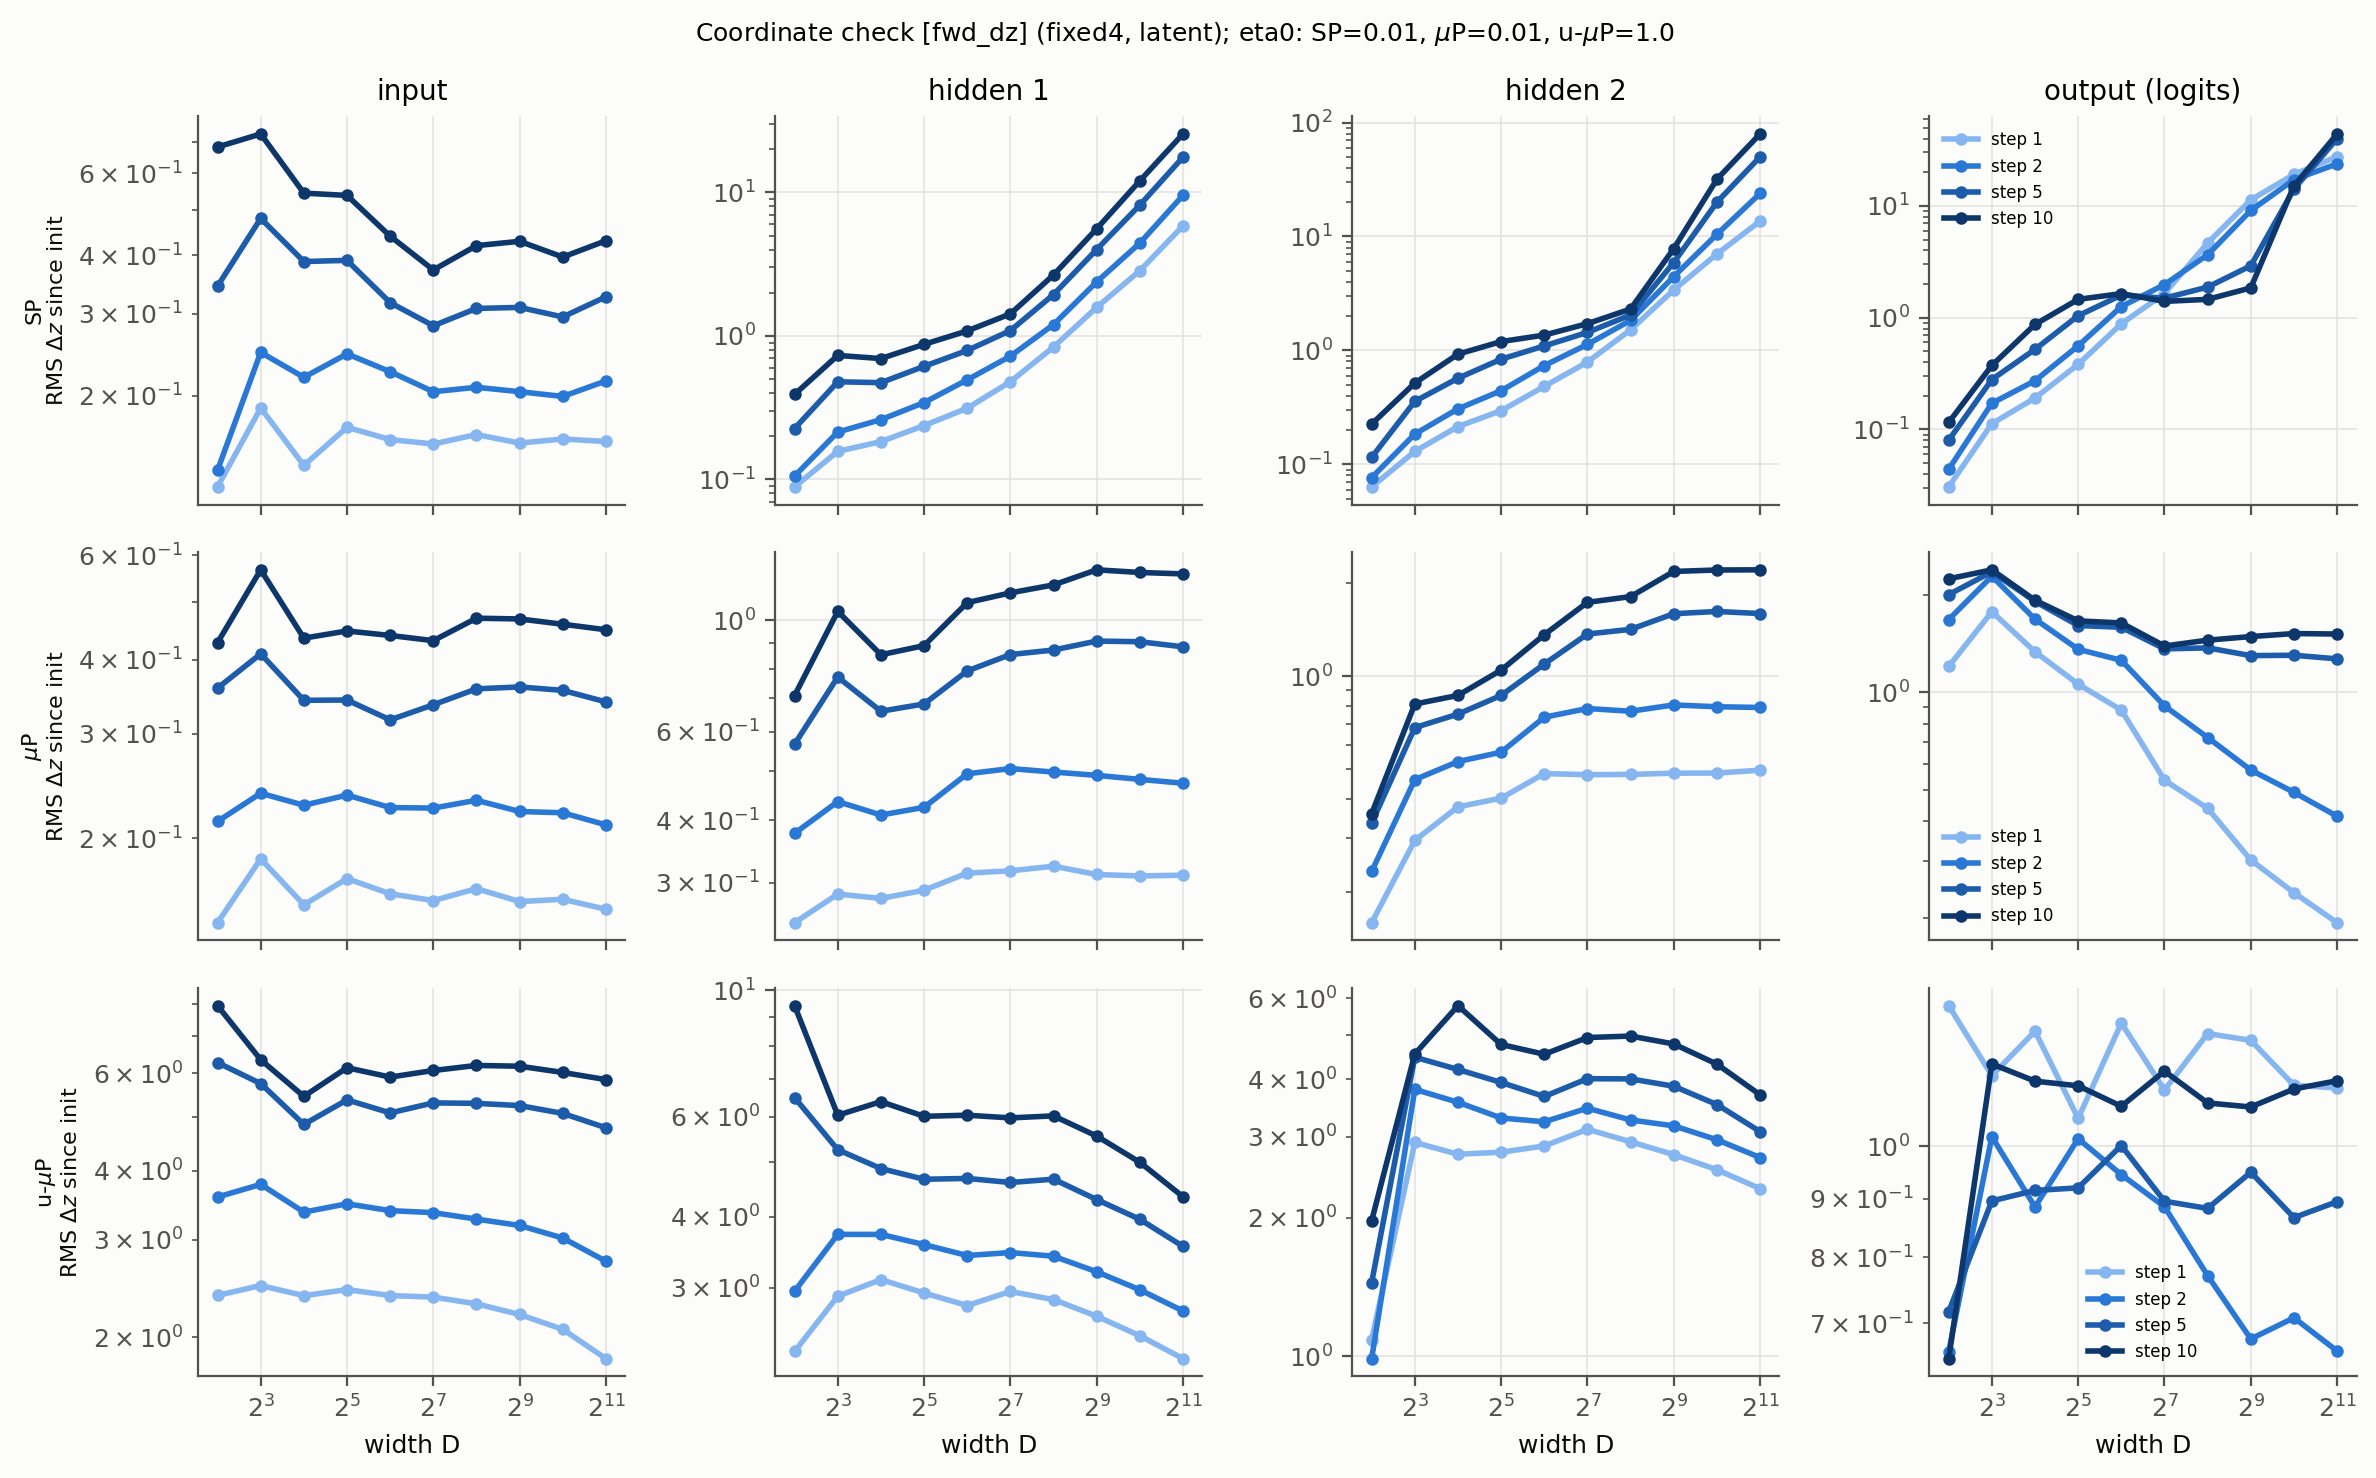 Coordinate check [fwd_dz] (fixed4, latent); eta0: SP=0.01, μP=0.01, u-μP=1.0
input
hidden 1
hidden 2
output (logits)
SP
RMS Δz since init
6 × 10⁻¹
4 × 10⁻¹
3 × 10⁻¹
2 × 10⁻¹
10¹
10⁰
10⁻¹
10²
10¹
10⁰
10⁻¹
10¹
10⁰
10⁻¹
step 1
step 2
step 5
step 10
μP
RMS Δz since init
6 × 10⁻¹
4 × 10⁻¹
3 × 10⁻¹
2 × 10⁻¹
10⁰
6 × 10⁻¹
4 × 10⁻¹
3 × 10⁻¹
10⁰
10⁰
step 1
step 2
step 5
step 10
u-μP
RMS Δz since init
6 × 10⁰
4 × 10⁰
3 × 10⁰
2 × 10⁰
10¹
6 × 10⁰
4 × 10⁰
3 × 10⁰
6 × 10⁰
4 × 10⁰
3 × 10⁰
2 × 10⁰
10⁰
10⁰
9 × 10⁻¹
8 × 10⁻¹
7 × 10⁻¹
step 1
step 2
step 5
step 10
2³ 2⁵ 2⁷ 2⁹ 2¹¹
2³ 2⁵ 2⁷ 2⁹ 2¹¹
2³ 2⁵ 2⁷ 2⁹ 2¹¹
2³ 2⁵ 2⁷ 2⁹ 2¹¹
width D
width D
width D
width D